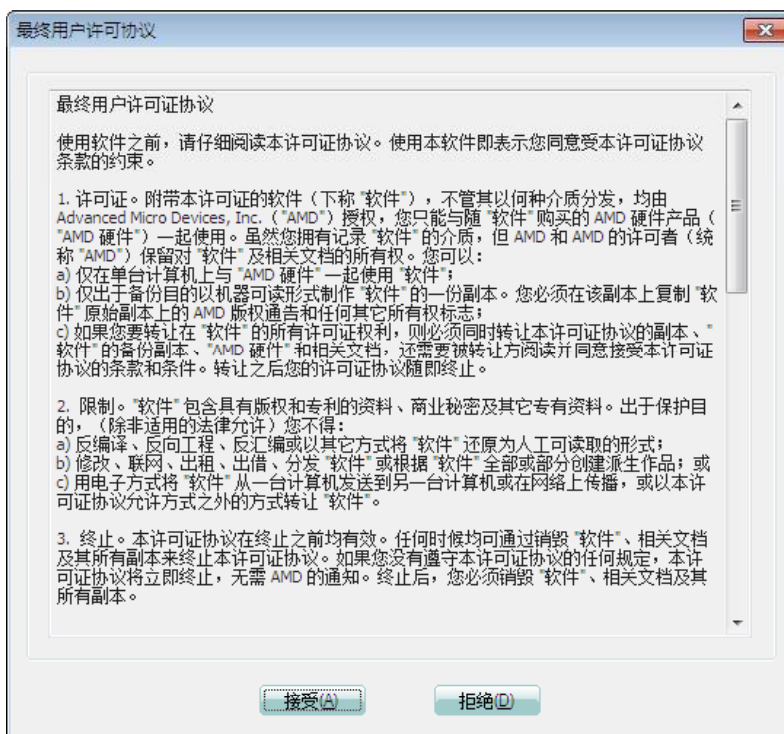 最终用户许可协议
最终用户许可证协议
使用软件之前，请仔细阅读本许可证协议。使用本软件即表示您同意受本许可证协议
条款的约束。
1. 许可证。附带本许可证的软件（下称 "软件"），不管其以何种介质分发，均由
Advanced Micro Devices, Inc.（"AMD"）授权，您只能与随 "软件" 购买的 AMD 硬件产品（
"AMD 硬件"）一起使用。虽然您拥有记录 "软件" 的介质，但 AMD 和 AMD 的许可者（统
称 "AMD"）保留对 "软件" 及相关文档的所有权。您可以：
a) 仅在单台计算机上与 "AMD 硬件" 一起使用 "软件"；
b) 仅出于备份目的以机器可读形式制作 "软件" 的一份副本。您必须在该副本上复制 "软
件" 原始副本上的 AMD 版权通告和任何其它所有权标志；
c) 如果您要转让在 "软件" 的所有许可证权利，则必须同时转让本许可证协议的副本、"
软件" 的备份副本、"AMD 硬件" 和相关文档，还需要被转让方阅读并同意接受本许可证
协议的条款和条件。转让之后您的许可证协议随即终止。
2. 限制。"软件" 包含具有版权和专利的资料、商业秘密及其它专有资料。出于保护目
的，（除非适用的法律允许）您不得：
a) 反编译、反向工程、反汇编或以其它方式将 "软件" 还原为人工可读取的形式；
b) 修改、联网、出租、出借、分发 "软件" 或根据 "软件" 全部或部分创建派生作品；或
c) 用电子方式将 "软件" 从一台计算机发送到另一台计算机或在网络上传播，或以本许
可证协议允许方式之外的方式转让 "软件"。
3. 终止。本许可证协议在终止之前均有效。任何时候均可通过销毁 "软件"、相关文档
及其所有副本来终止本许可证协议。如果您没有遵守本许可证协议的任何规定，本许
可证协议将立即终止，无需 AMD 的通知。终止后，您必须销毁 "软件"、相关文档及其
所有副本。
接受(A)
拒绝(D)